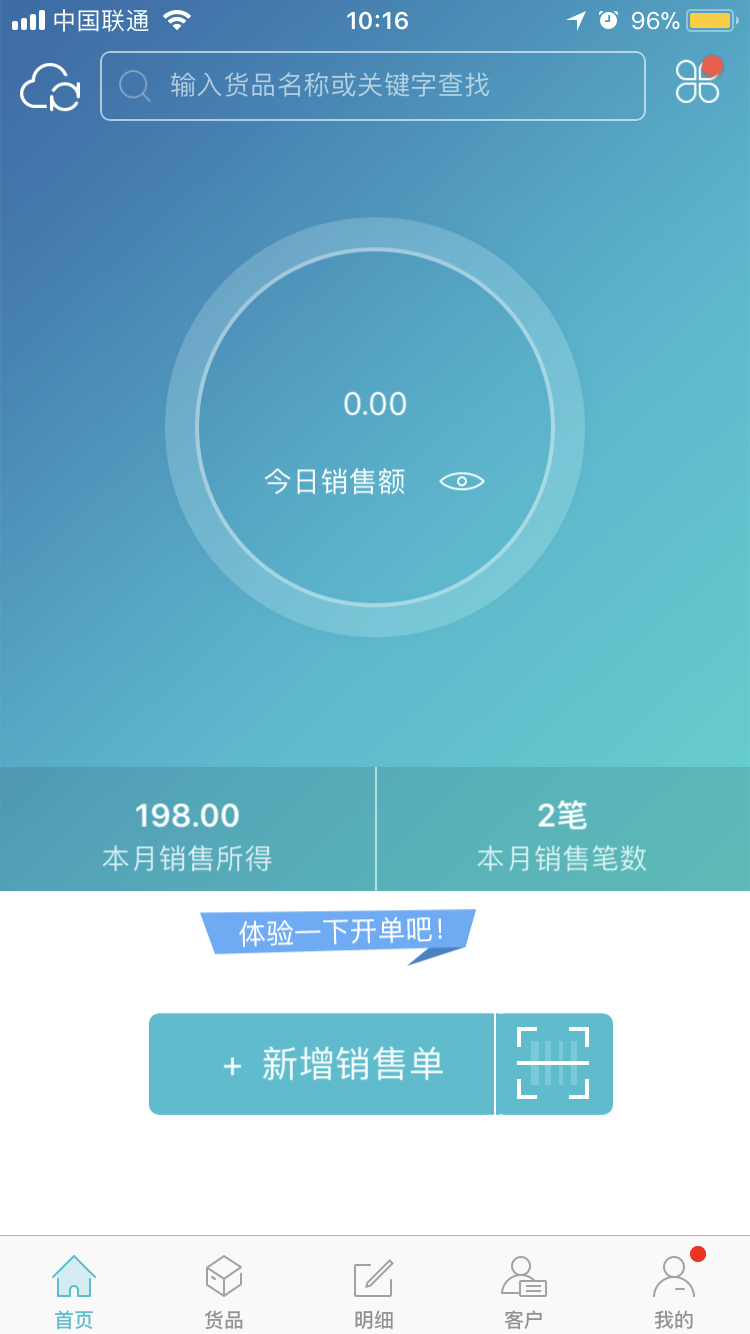 中国联通
10:16
96%
输入货品名称或关键字查找
0.00
今日销售额
198.00
本月销售所得
2笔
本月销售笔数
体验一下开单吧!
+ 新增销售单
首页
货品
明细
客户
我的